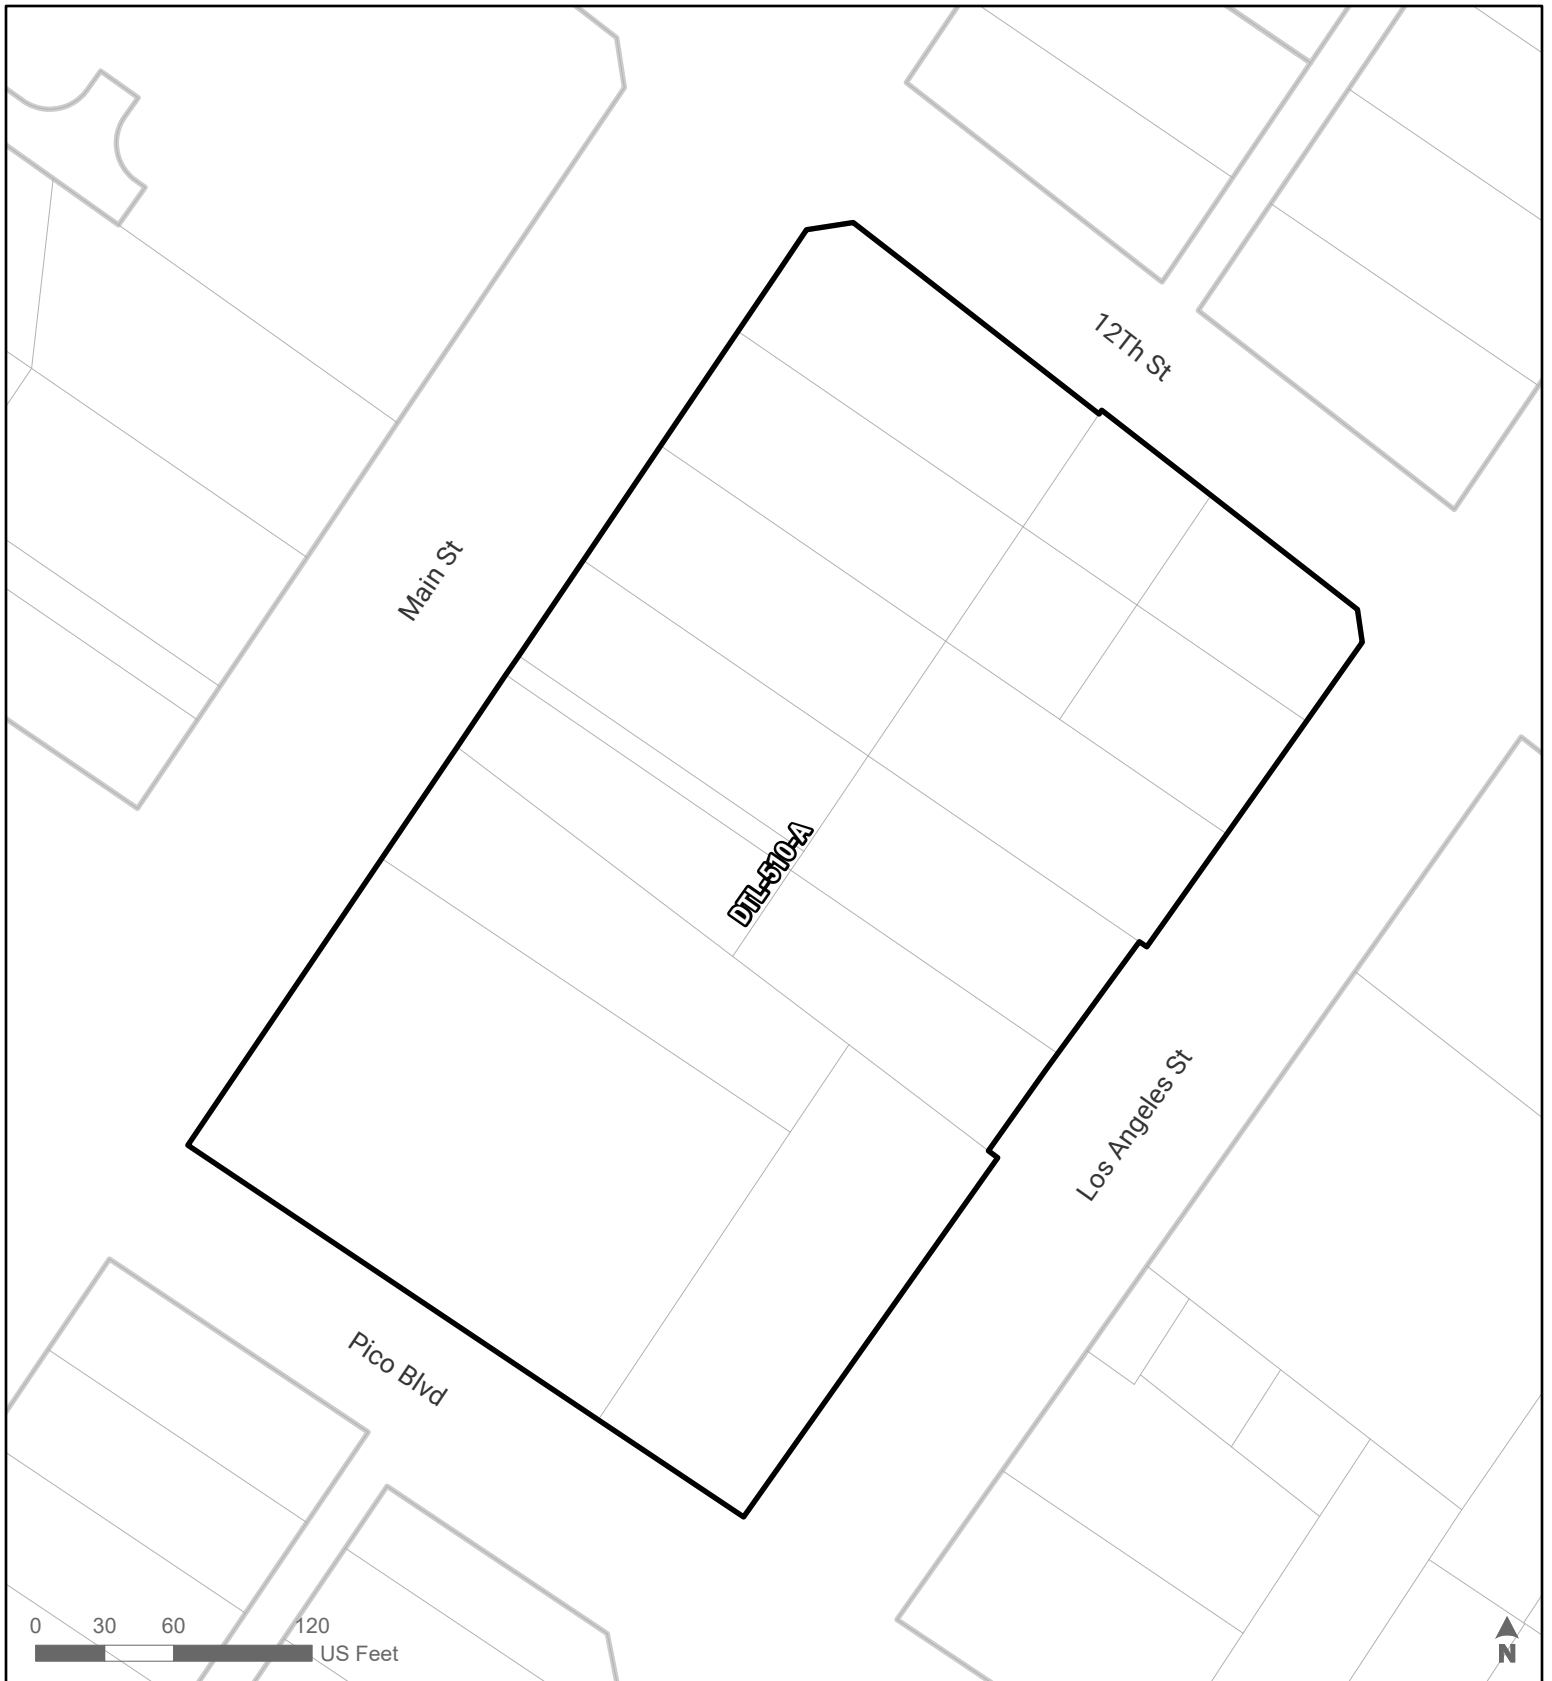 12Th St
Main St
DTL-510-A
Los Angeles St
Pico Blvd
0 30 60 120
US Feet
N